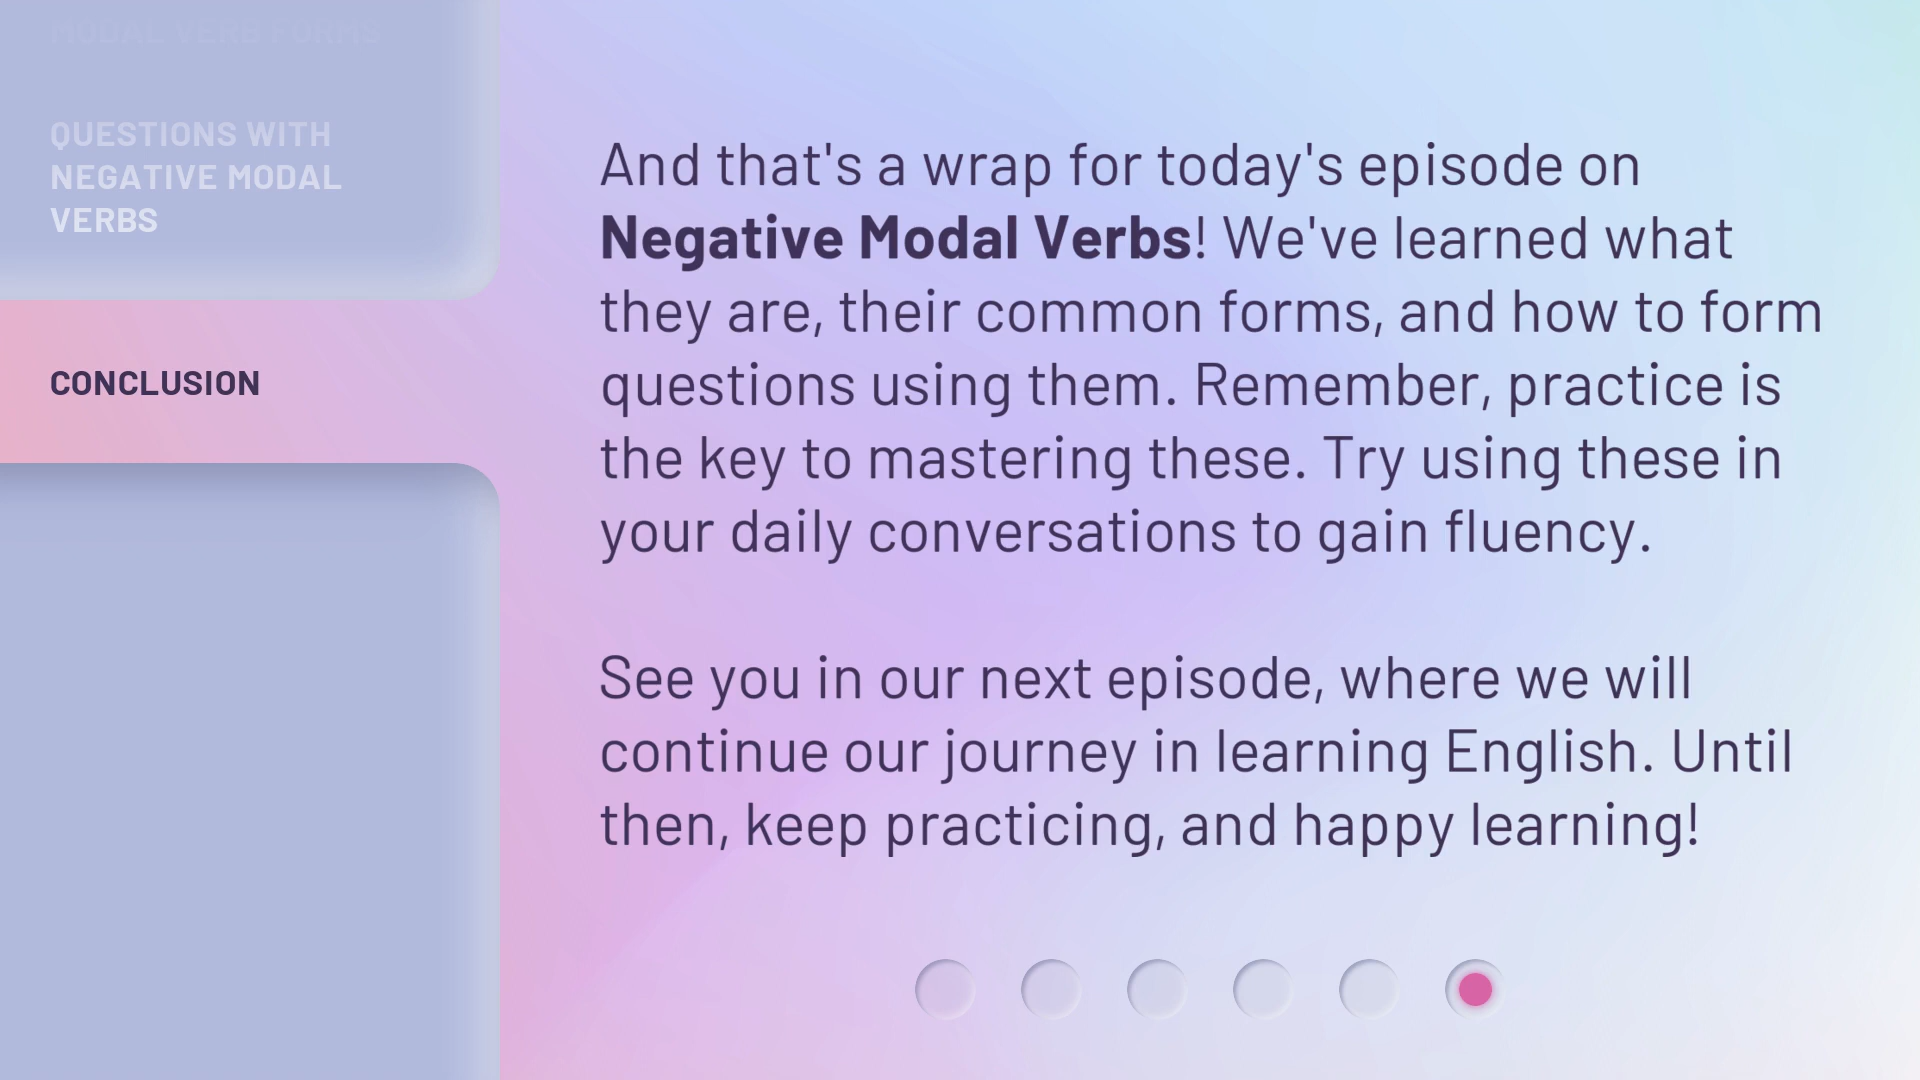 MODAL VERB FORMS
QUESTIONS WITH
NEGATIVE MODAL
VERBS
CONCLUSION
And that's a wrap for today's episode on
Negative Modal Verbs! We've learned what
they are, their common forms, and how to form
questions using them. Remember, practice is
the key to mastering these. Try using these in
your daily conversations to gain fluency.
See you in our next episode, where we will
continue our journey in learning English. Until
then, keep practicing, and happy learning!